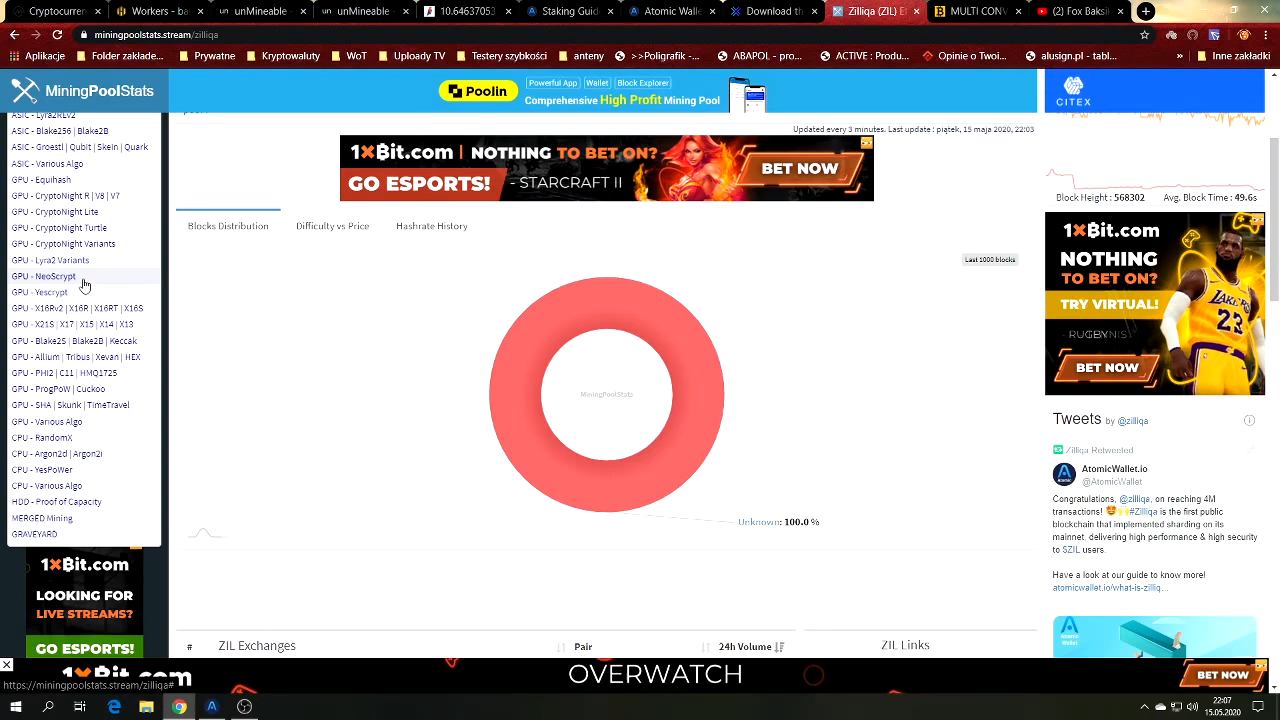 Cryptocurren
Workers - ba
unMineable
unMineable -
10.64637053
Staking Guid
Atomic Walle
Download th
Zilliqa (ZIL) E
MULTI CONV
(2) Fox Baksi
miningpoolstats.stream/zilliqa
Aplikacje
Folder zakłade...
Prywatne
Kryptowaluty
WoT
Uploady TV
Testery szybkości
anteny
>>Poligrafik...
ABAPOL -
ACTIVE : Produ...
Opinie o Twoi...
alusign.pl (test...
»
Inne zakładki
MiningPoolStats
Poolin
Powerful App
Wallet
Block Explorer
Comprehensive High Profit Mining Pool
CITEX
ASIC - Lyra2REv2
ASIC - Blake256 | Blake2B
ASIC - Groestl | Qubit | Skein | Quark
ASIC - Various Algo
GPU - Equihash
GPU - CryptoNight R |V8 | V7
GPU - CryptoNight Lite
GPU - CryptoNight Turtle
GPU - CryptoNight Variants
GPU - Lyra2 Variants
GPU - NeoScrypt
GPU - Yescrypt
GPU - X16Rv2 | X16R | X16RT | X16S
GPU - X21S | X17 | X15 | X14 | X13
GPU - Blake2S | Blake2B | Keccak
GPU - Allium | Tribus | Xevan | HEX
GPU - PHI2 | C11 | HMQ1725
GPU - ProgPoW | Cuckoo
GPU - SHA | Skunk | TimeTravel
GPU - Various Algo
CPU - RandomX
CPU - Argon2d | Argon2i
CPU - YesPoWer
CPU - Various Algo
HDD - Proof of Capacity
MERGED Mining
GRAVEYARD
1XBit.com
LOOKING FOR
LIVE STREAMS?
GO ESPORTS!
Updated every 3 minutes. Last update : piątek, 15 maja 2020, 22:03
1XBit.com | NOTHING TO BET ON?
GO ESPORTS! - STARCRAFT II
BET NOW
Blocks Distribution
Difficulty vs Price
Hashrate History
Last 1000 blocks
MiningPoolStats
Unknown: 100.0 %
# ZIL Exchanges
Pair
24h Volume
ZIL Links
Block Height : 568302
Avg. Block Time : 49.6s
1XBit.com
NOTHING
TO BET ON?
TRY VIRTUAL!
BET NOW
LAKERS
23
Tweets by @zilliqa
Zilliqa Retweeted
AtomicWallet.io
@AtomicWallet
Congratulations, @zilliqa, on reaching 4M
transactions! #Zilliqa is the first public
blockchain that implemented sharding on its
mainnet, delivering high performance & high security
to $ZIL users.
Have a look at our guide to know more!
atomicwallet.io/what-is-zilliq...
Atomic
Wallet
OVERWATCH
BET NOW
https://miningpoolstats.stream/zilliqa#
22:07
15.05.2020